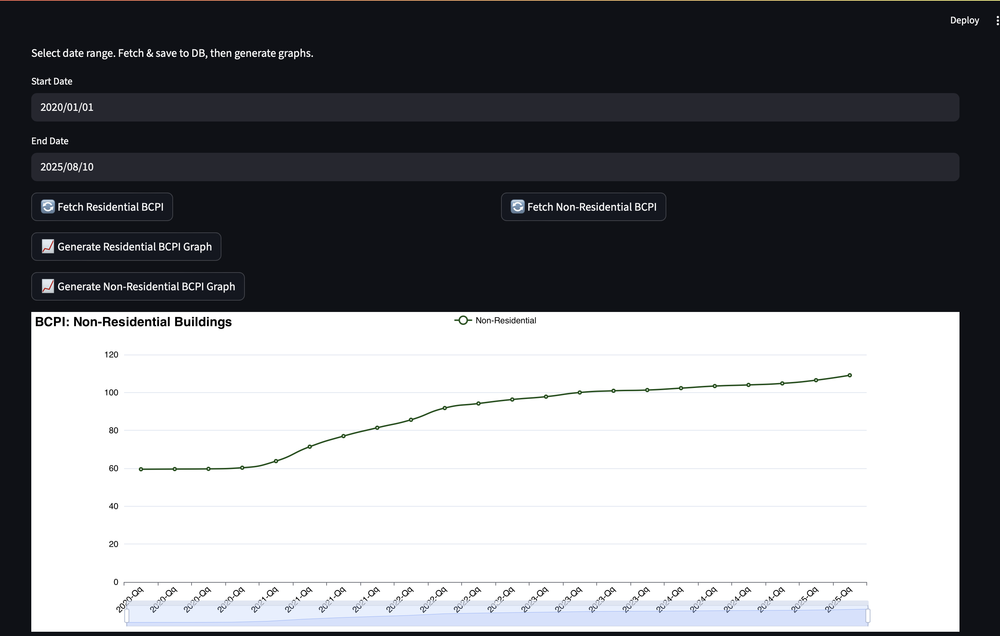 Deploy
Select date range. Fetch & save to DB, then generate graphs.
Start Date
2020/01/01
End Date
2025/08/10
Fetch Residential BCPI
Fetch Non-Residential BCPI
Generate Residential BCPI Graph
Generate Non-Residential BCPI Graph
BCPI: Non-Residential Buildings
Non-Residential
120
100
80
60
40
20
0
2020-Qq 2020-Qq 2020-Qq 2020-Qq 2021-Qq 2021-Qq 2021-Qq 2021-Qq 2022-Qq 2022-Qq 2022-Qq 2022-Qq 2023-Qq 2023-Qq 2023-Qq 2023-Qq 2024-Qq 2024-Qq 2024-Qq 2024-Qq 2025-Qq 2025-Qq